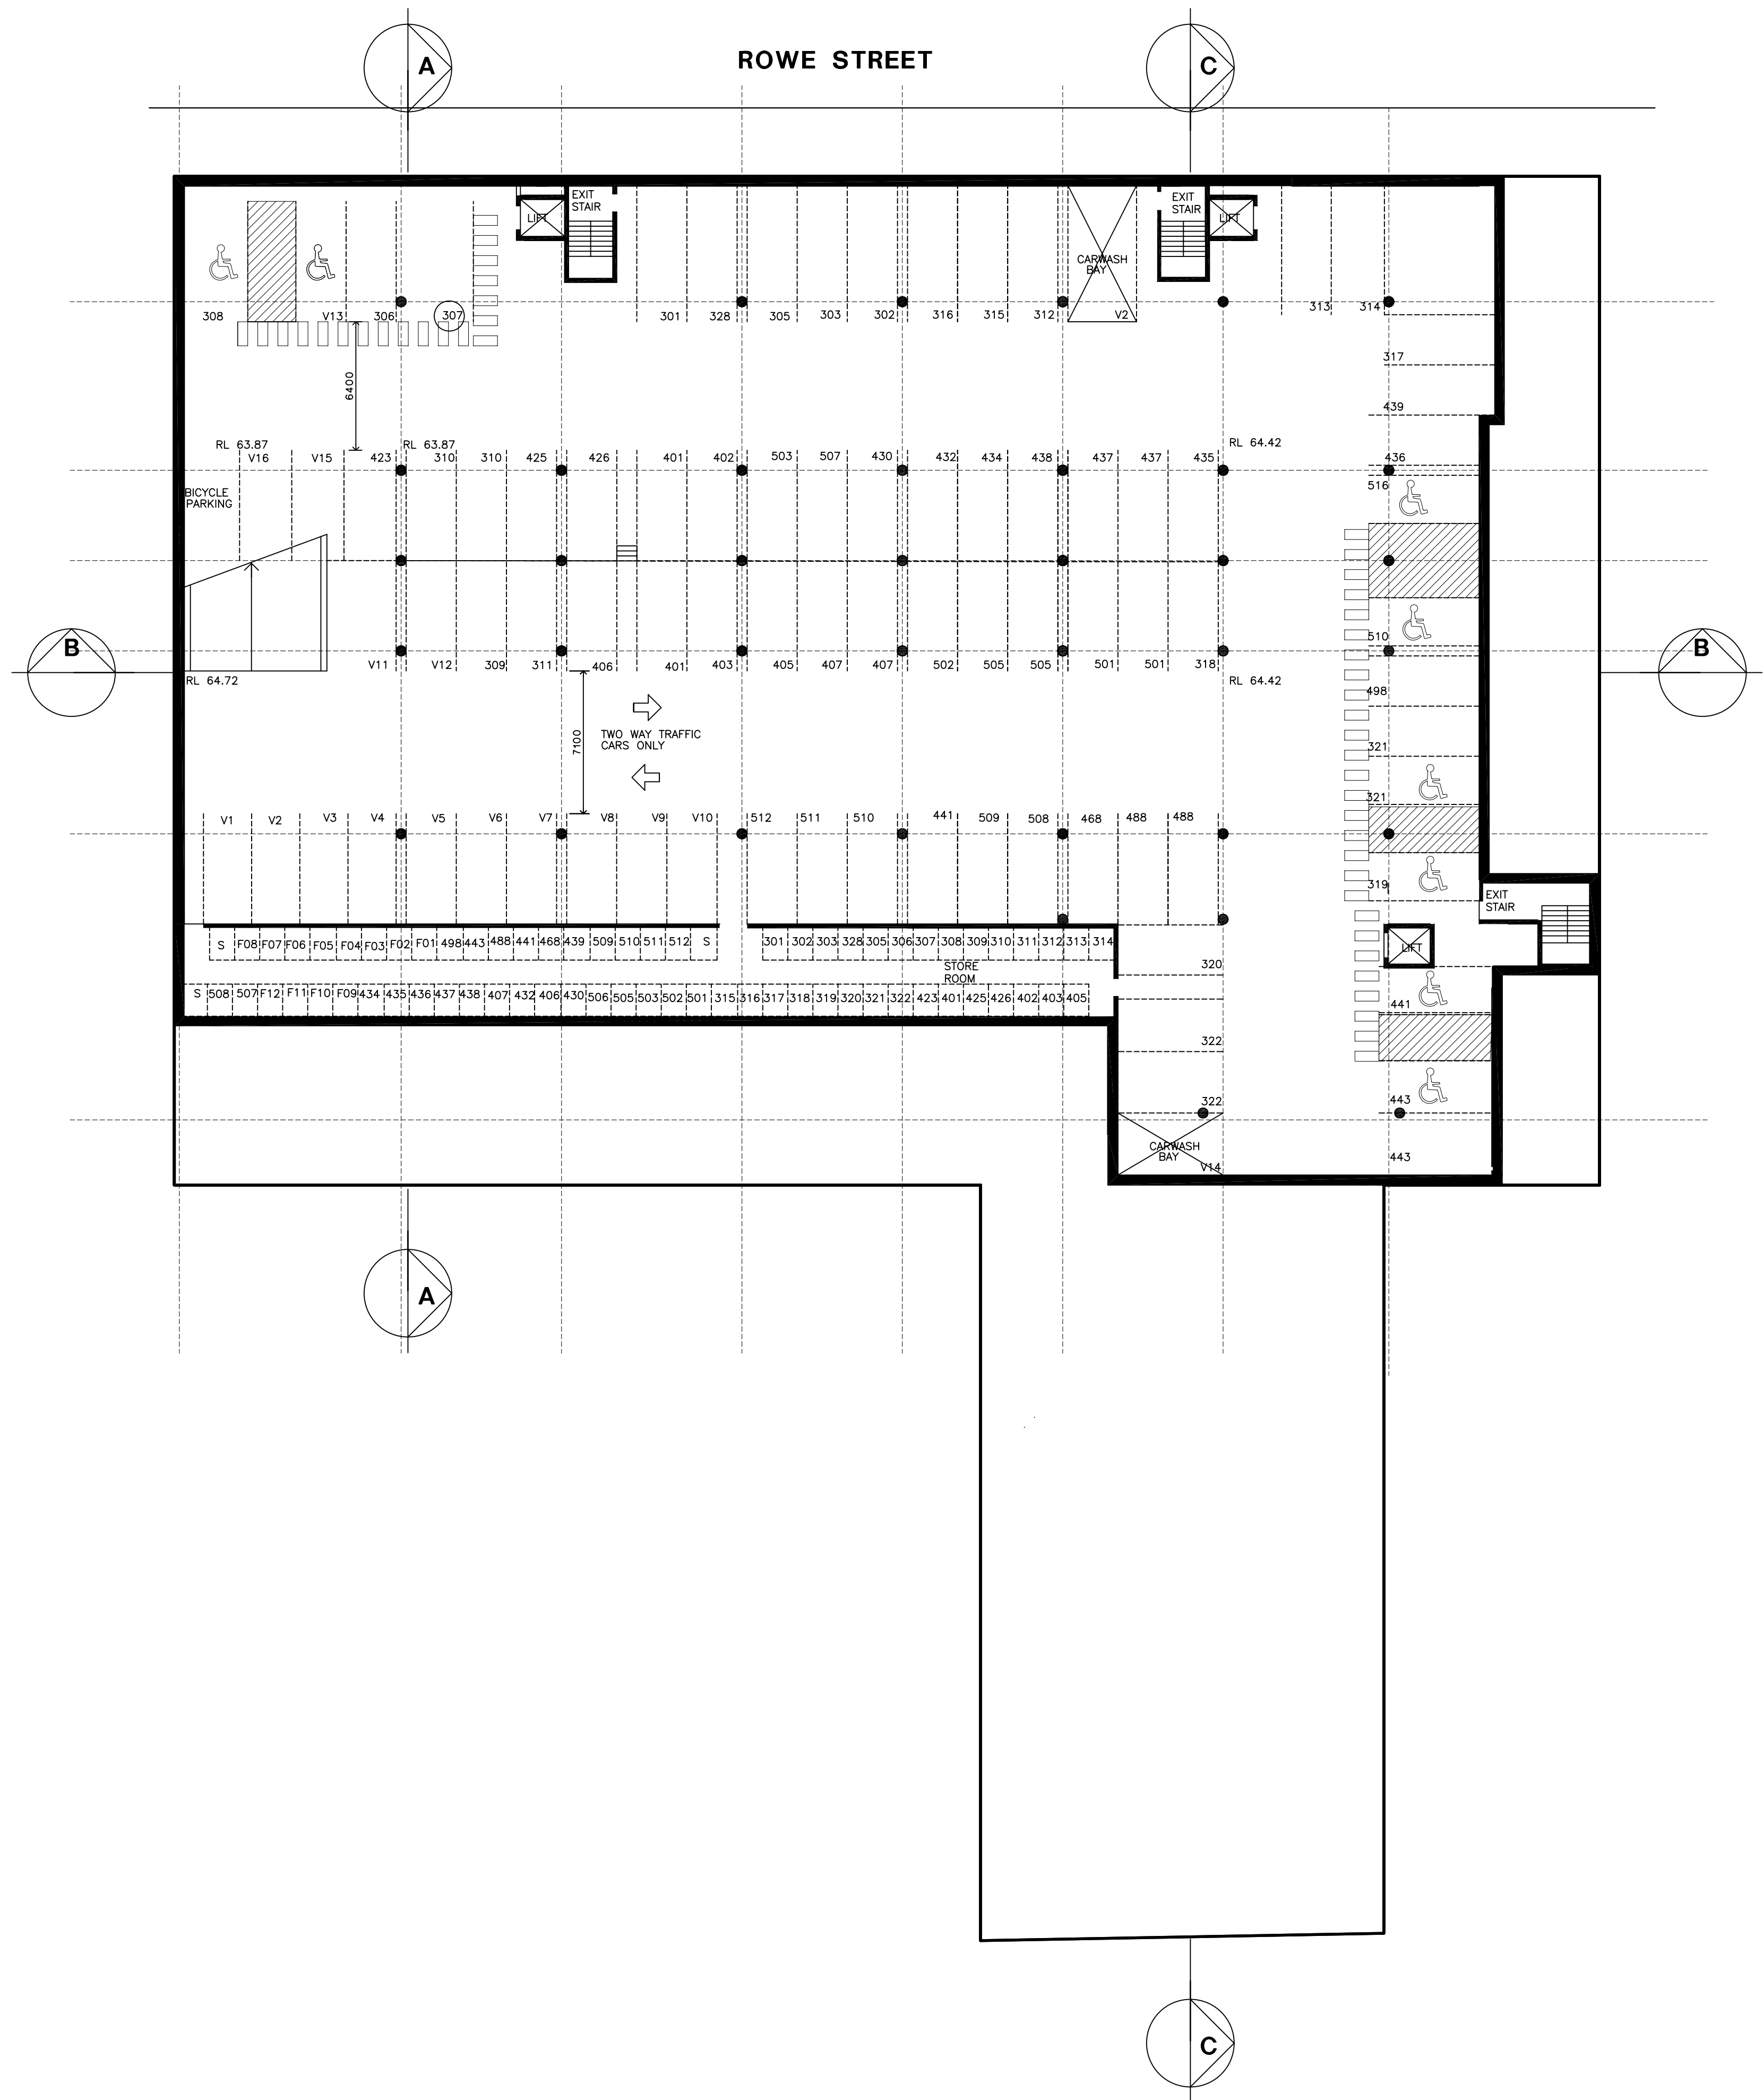 A
ROWE STREET
C
EXIT
STAIR
LIFT
EXIT
STAIR
LIFT
CARWASH
BAY
308
V13
306
307
301
328
305
303
302
316
315
312
V2
313
314
317
6400
439
RL 63.87
RL 63.87
RL 64.42
V16
V15
423
310
310
425
426
401
402
503
507
430
432
434
438
437
437
435
436
516
BICYCLE
PARKING
510
B
B
V11
V12
309
311
406
401
403
405
407
407
502
505
505
501
501
318
RL 64.72
RL 64.42
498
7100
TWO WAY TRAFFIC
CARS ONLY
321
321
V1
V2
V3
V4
V5
V6
V7
V8
V9
V10
512
511
510
441
509
508
468
488
488
319
EXIT
STAIR
S F08 F07 F06 F05 F04 F03 F02 F01 498 443 488 441 468 439 509 510 511 512 S
301 302 303 328 305 306 307 308 309 310 311 312 313 314
LIFT
STORE
ROOM
320
S 508 507 F12 F11 F10 F09 434 435 436 437 438 407 432 406 430 506 505 503 502 501 315 316 317 318 319 320 321 322 423 401 425 426 402 403 405
441
322
322
443
CARWASH
BAY
V14
443
A
C